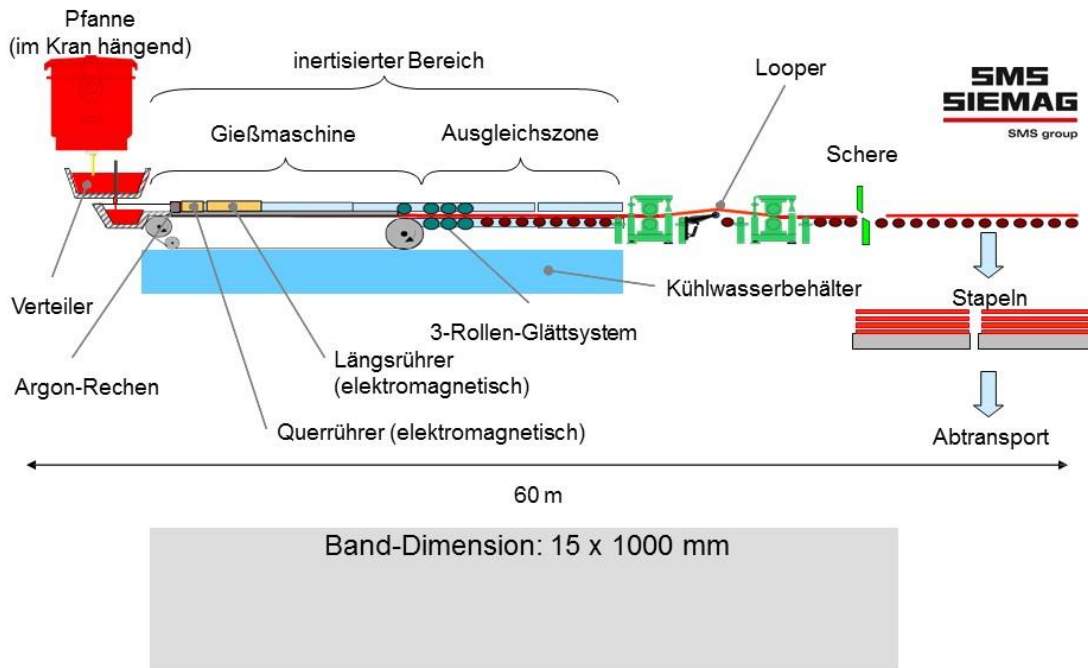 Pfanne
(im Kran hängend)
inertisierter Bereich
Looper
SMS
SIEMAG
SMS group
Gießmaschine
Ausgleichszone
Schere
Verteiler
Kühlwasserbehälter
Stapeln
3-Rollen-Glättsystem
Argon-Rechen
Längsrührer
(elektromagnetisch)
Querrührer (elektromagnetisch)
Abtransport
60 m
Band-Dimension: 15 x 1000 mm